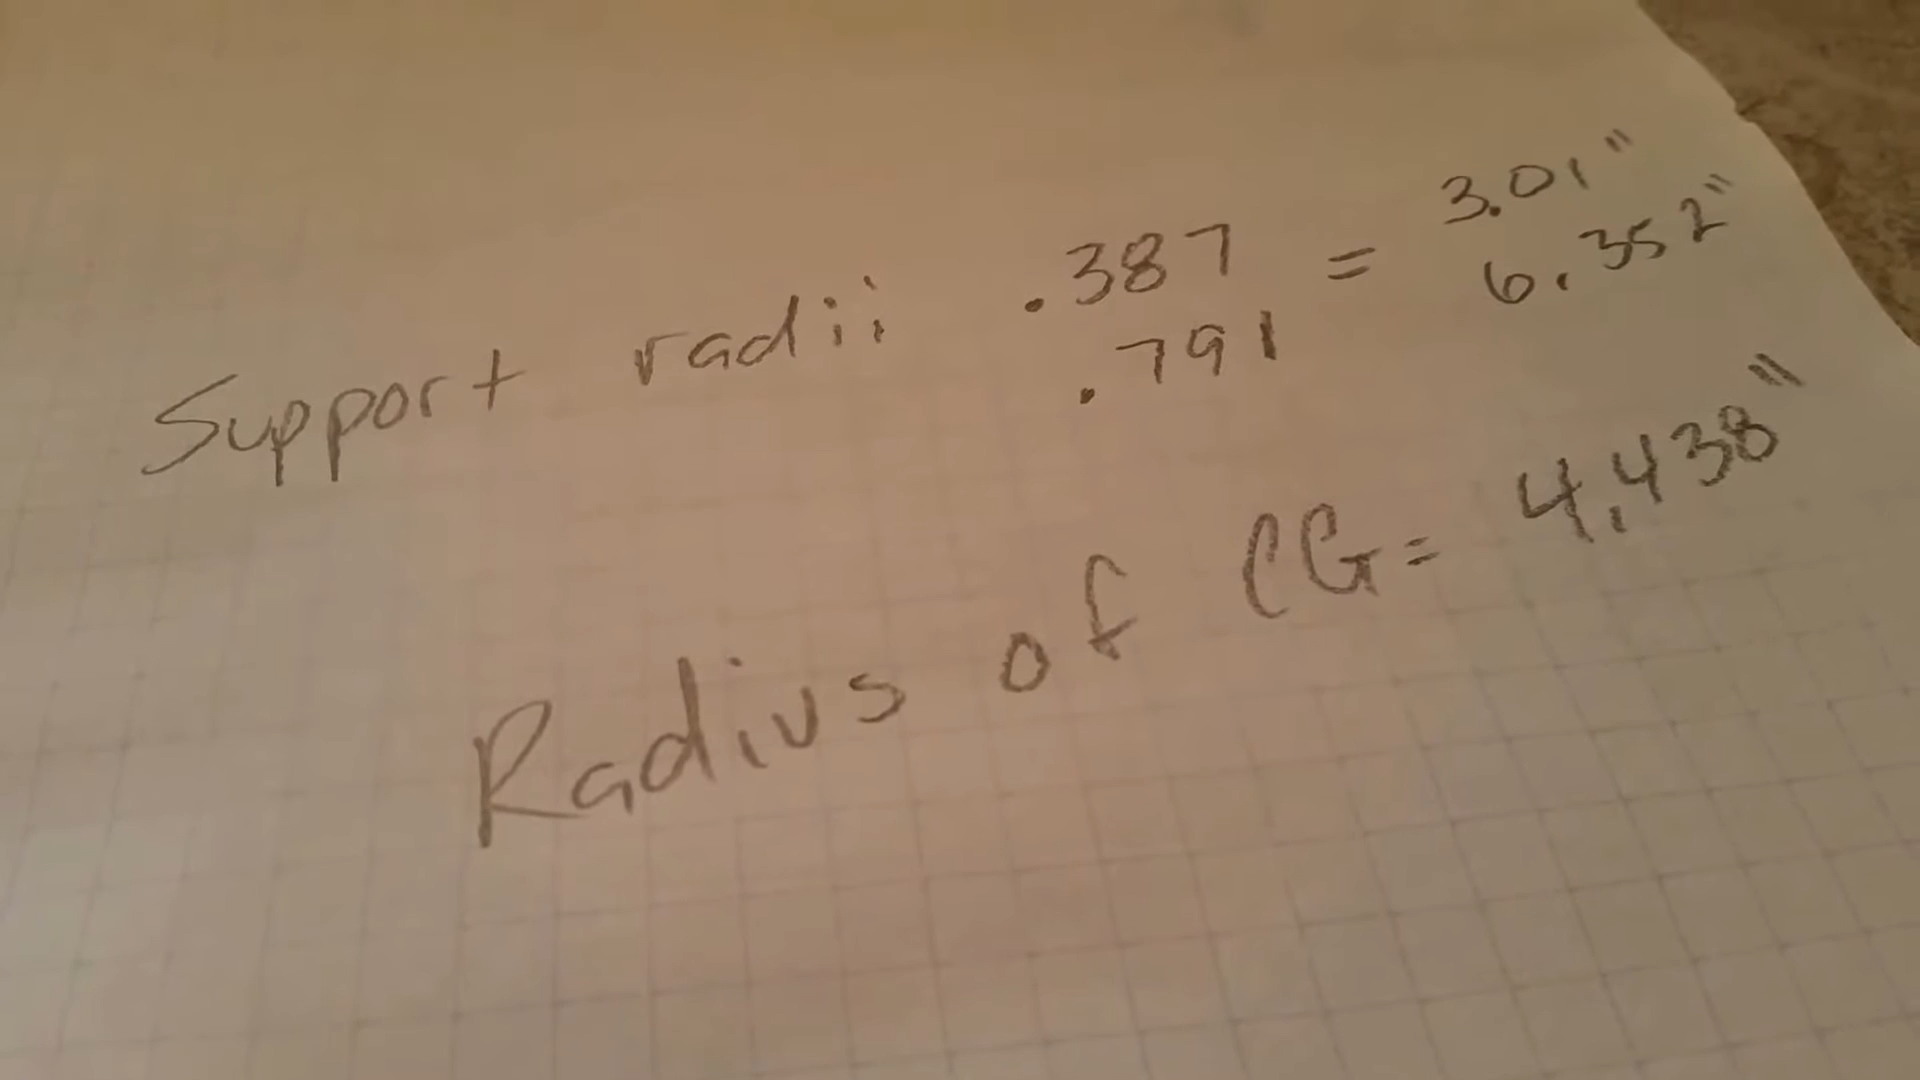 Support radii .387 = 3.01"
.791 6.352"
Radius of CG= 4.438"